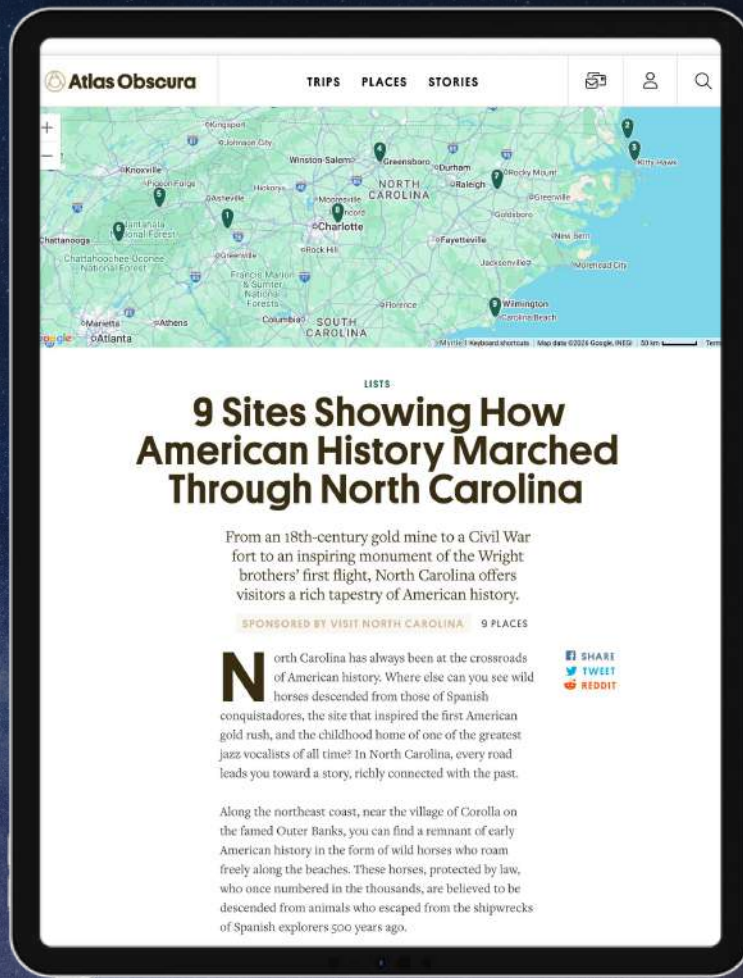 Atlas Obscura
TRIPS PLACES STORIES
Kingsport
Johnson City
Winston-Salem
Greensboro
Durham
Rocky Mount
Kitty Hawk
Knoxville
Pigeon Forge
Hickory
Mooresville
NORTH
CAROLINA
Raleigh
Greenville
Asheville
Concord
Goldsboro
Nantahala
National Forest
Charlotte
Chattanooga
Greenville
Rock Hill
Fayetteville
New Bern
Chattahoochee-Oconee
National Forest
Jacksonville
Morehead City
Francis Marion
& Sumter
National
Forests
Florence
Wilmington
Marietta
Athens
Columbia
SOUTH
CAROLINA
Carolina Beach
Atlanta
Keyboard shortcuts Map data ©2026 Google, INEGI 50 km
LISTS
9 Sites Showing How
American History Marched
Through North Carolina
From an 18th-century gold mine to a Civil War
fort to an inspiring monument of the Wright
brothers’ first flight, North Carolina offers
visitors a rich tapestry of American history.
SPONSORED BY VISIT NORTH CAROLINA 9 PLACES
SHARE
TWEET
REDDIT
North Carolina has always been at the crossroads
of American history. Where else can you see wild
horses descended from those of Spanish
conquistadores, the site that inspired the first American
gold rush, and the childhood home of one of the greatest
jazz vocalists of all time? In North Carolina, every road
leads you toward a story, richly connected with the past.
Along the northeast coast, near the village of Corolla on
the famed Outer Banks, you can find a remnant of early
American history in the form of wild horses who roam
freely along the beaches. These horses, protected by law,
who once numbered in the thousands, are believed to be
descended from animals who escaped from the shipwrecks
of Spanish explorers 500 years ago.